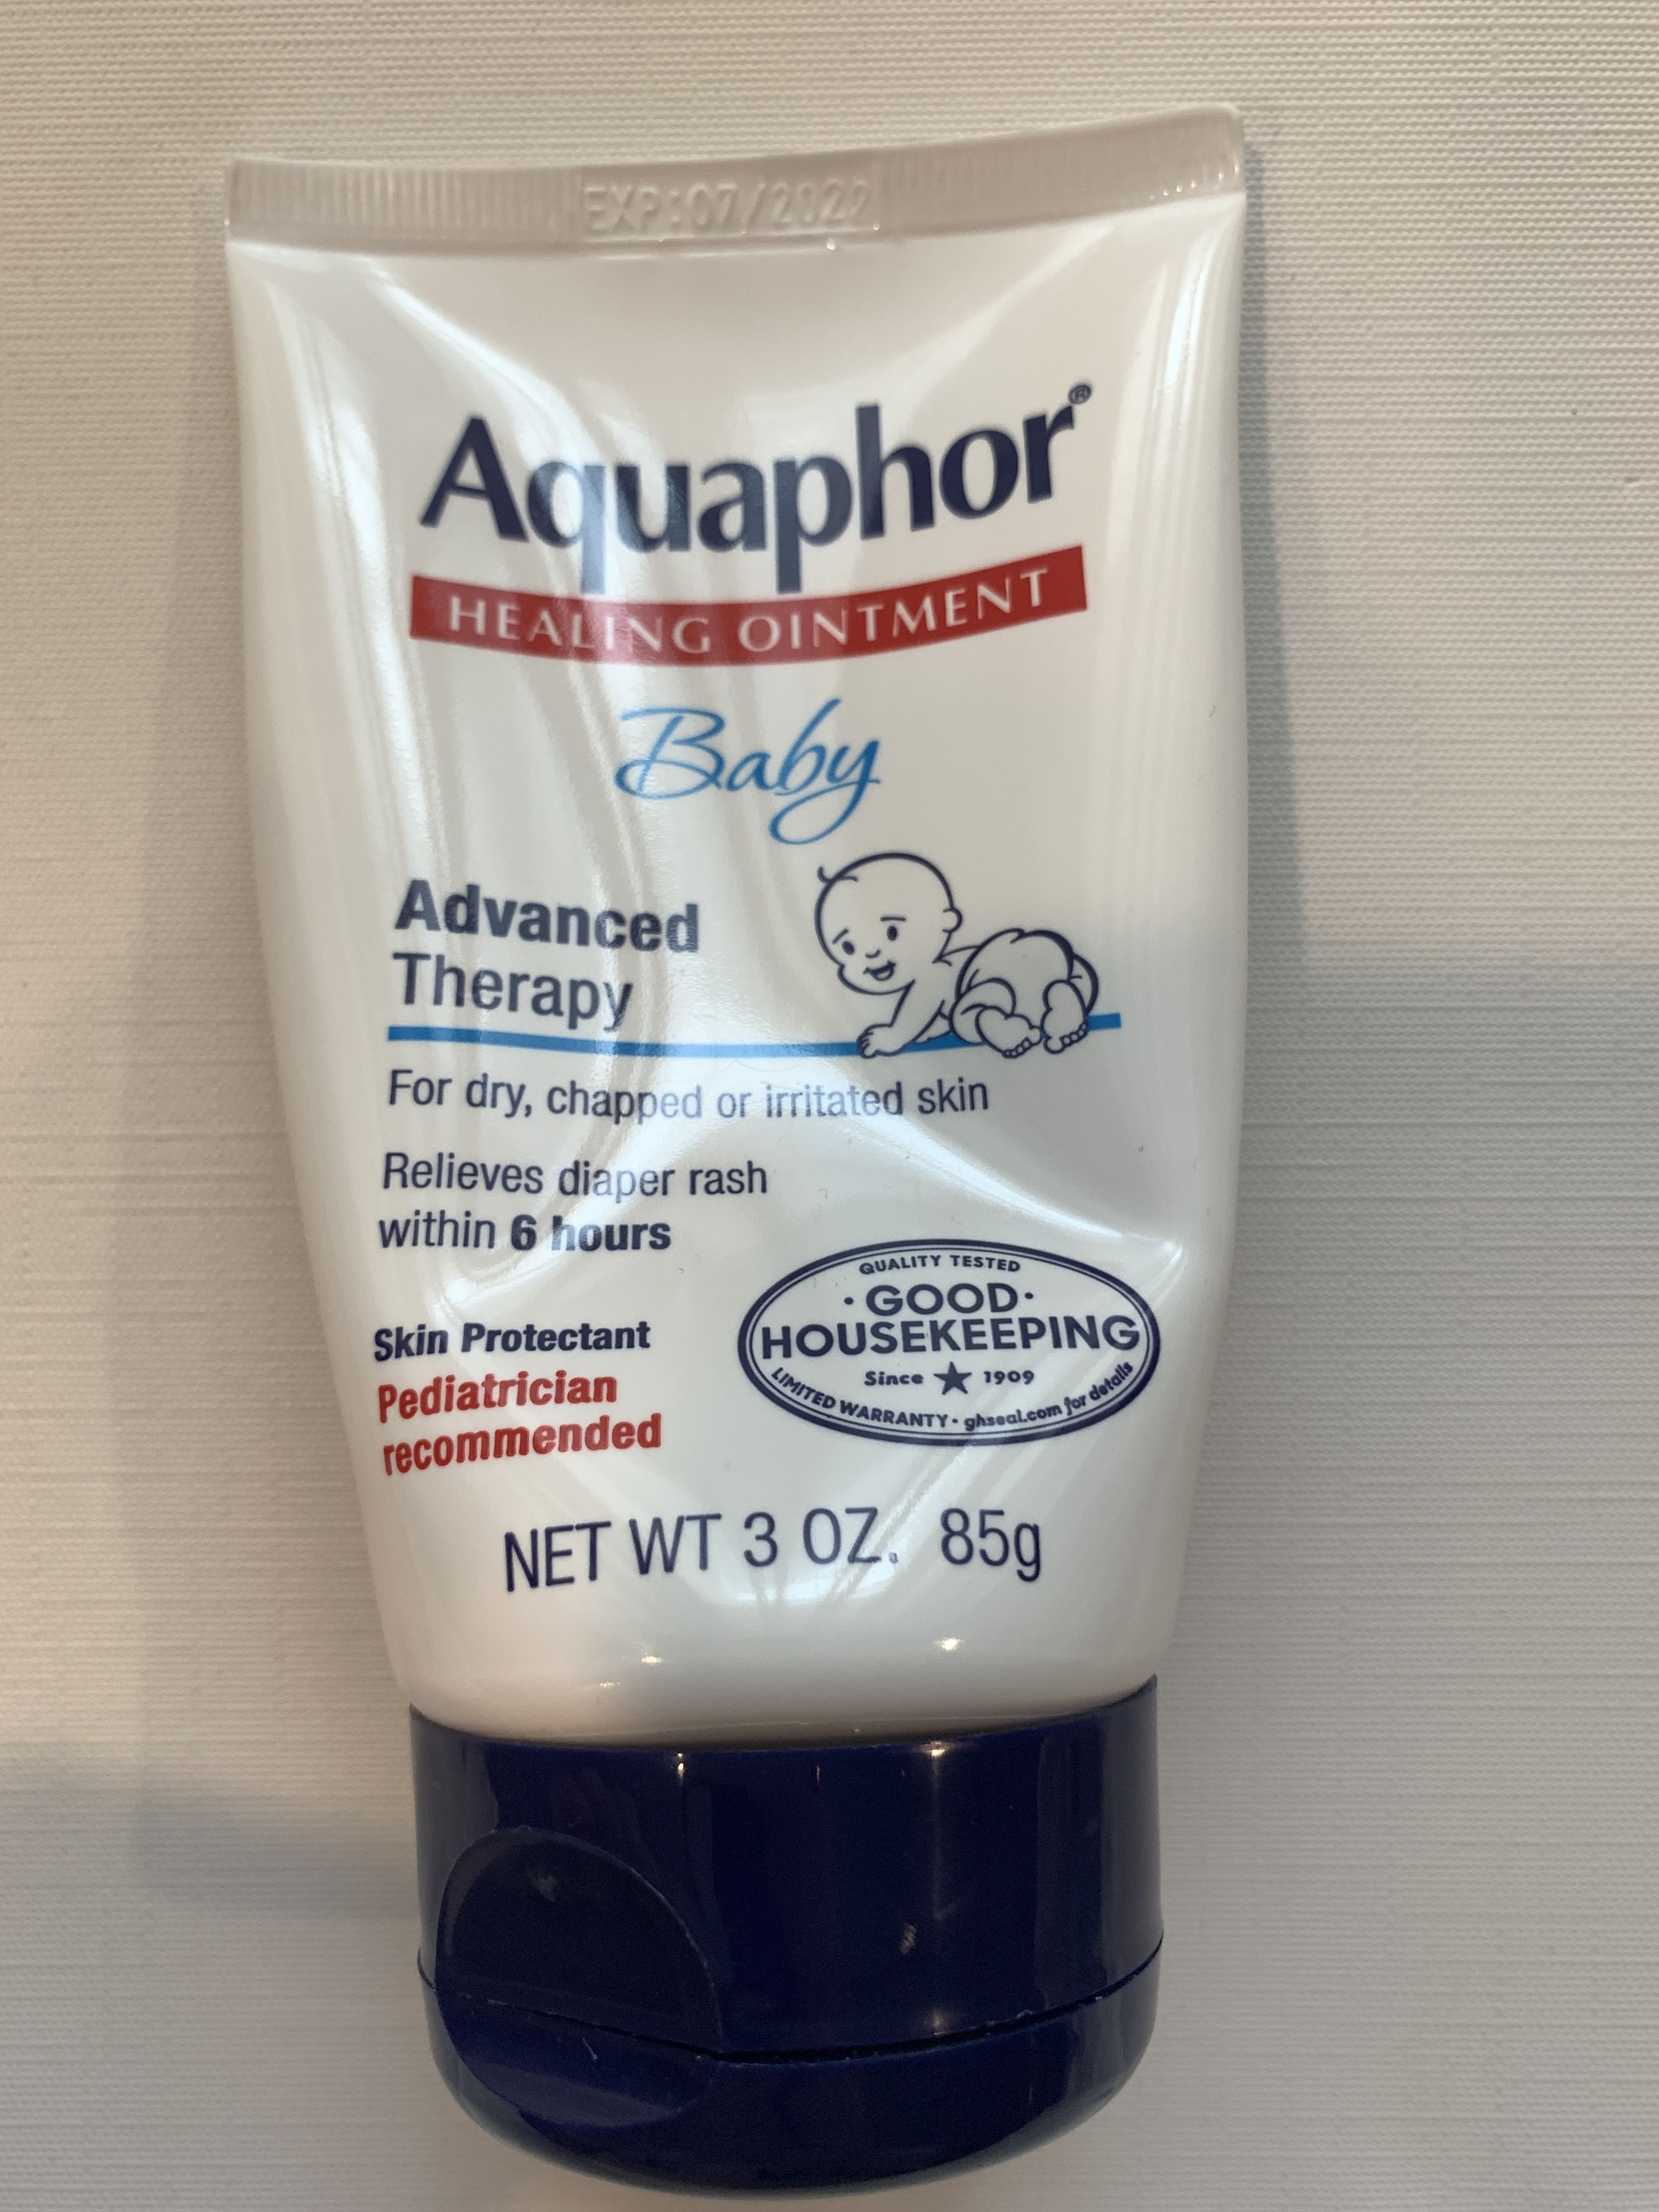 EXP:07/2022
Aquaphor®
HEALING OINTMENT
Baby
Advanced
Therapy
For dry, chapped or irritated skin
Relieves diaper rash
within 6 hours
Skin Protectant
Pediatrician
recommended
QUALITY TESTED
· GOOD ·
HOUSEKEEPING
Since ★ 1909
LIMITED WARRANTY · ghseal.com for details
NET WT 3 OZ. 85g